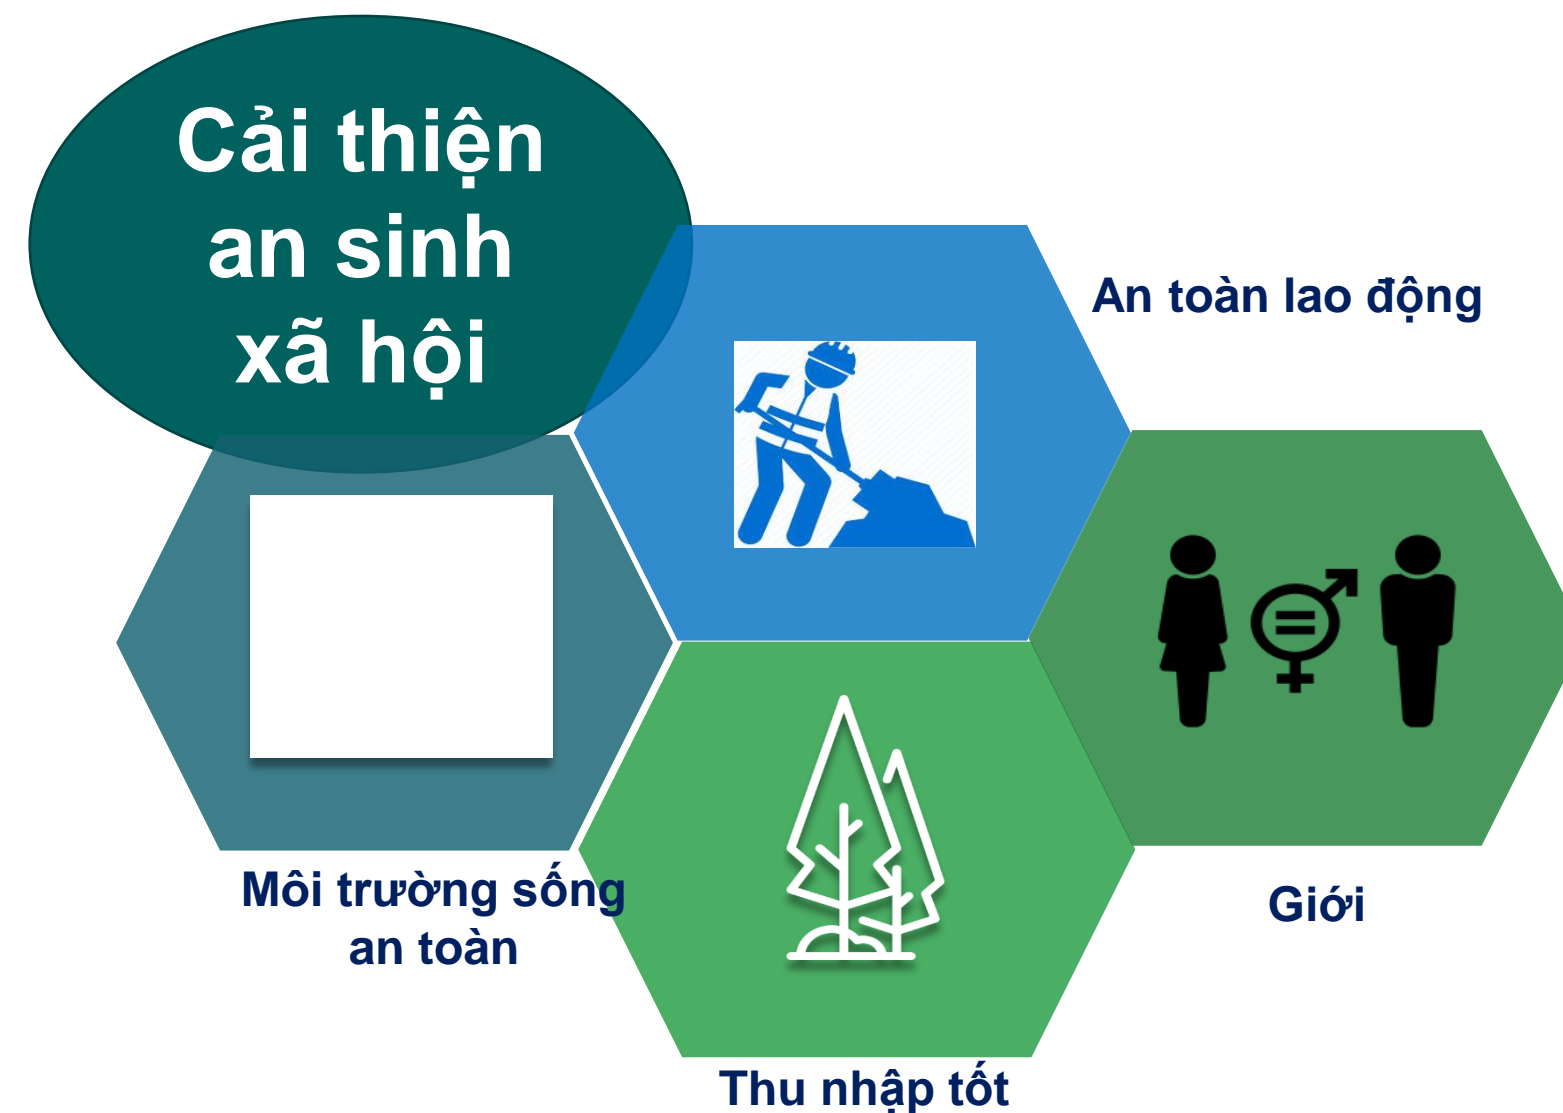 Cải thiện
an sinh
xã hội
An toàn lao động
Môi trường sống
an toàn
Giới
Thu nhập tốt